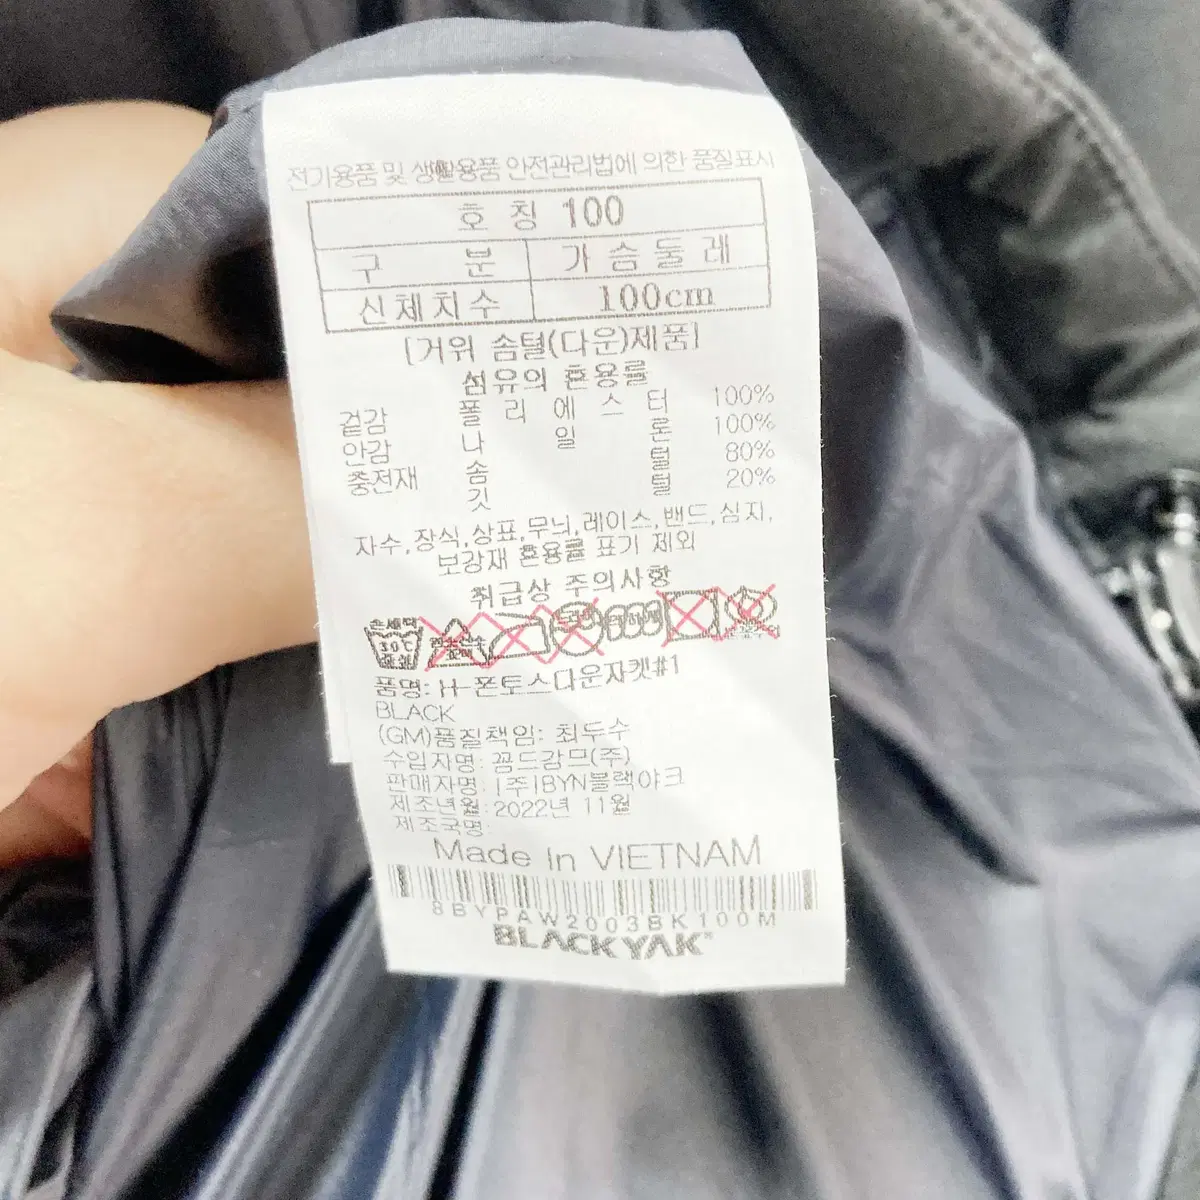 전기용품 및 생활용품 안전관리법에 의한 품질표시
호 칭 100
구 분 가슴둘레
신체치수 100cm
[거위 솜털(다운)제품]
섬유의 혼용률
겉감 폴리에스터 100%
안감 나일론 100%
충전재 솜털 80%
깃털 20%
자수,장식,상표,무늬,레이스,밴드,심지,
보강재 혼용률 표기 제외
취급상 주의사항
손세탁
30℃
중성
품명: H-폰토스다운자켓#1
BLACK
(GM)품질책임: 최두수
수입자명: 꼼드감므(주)
판매자명: (주)BYN블랙야크
제조년월: 2022년 11월
제조국명:
Made in VIETNAM
8BYPAW2003BK100M
BLACKYAK